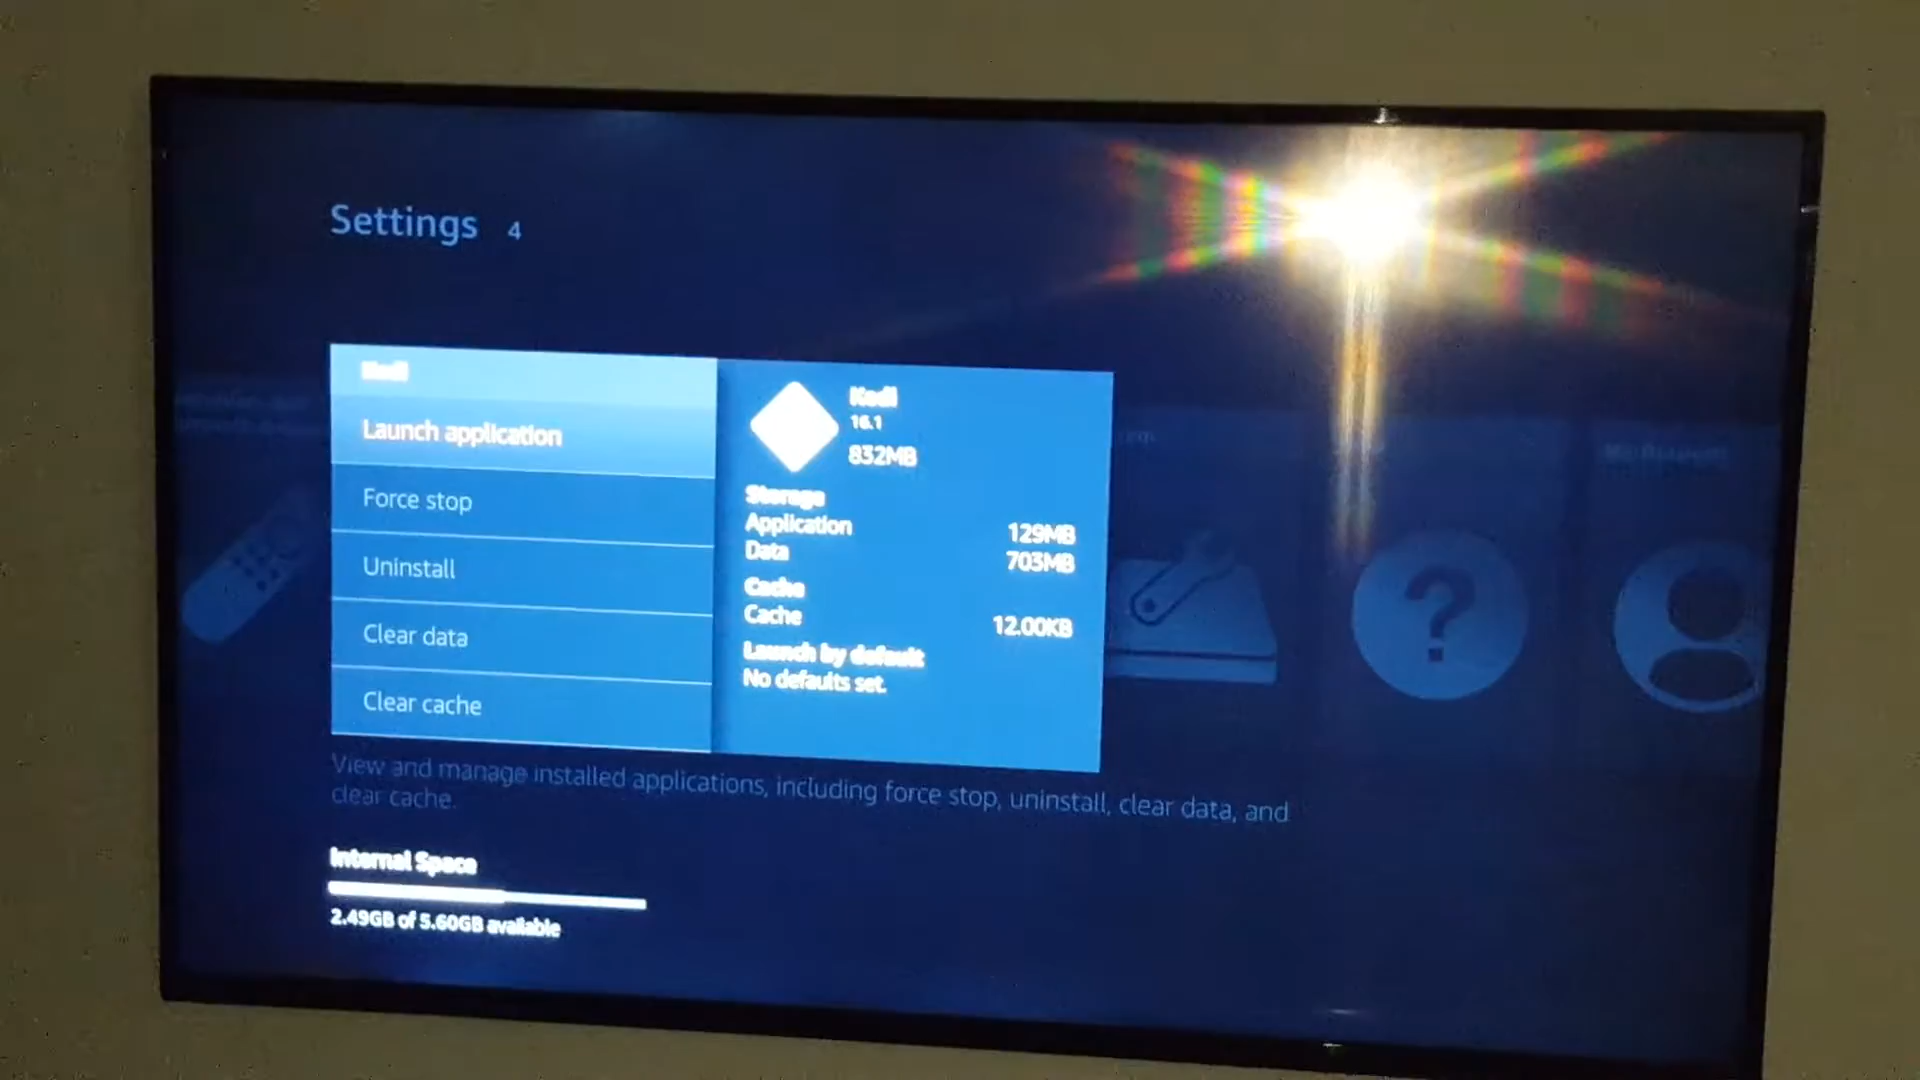 Settings 4
Kodi
Launch application
Force stop
Uninstall
Clear data
Clear cache
Kodi
16.1
832MB
Storage
Application 129MB
Data 703MB
Cache
Cache 12.00KB
Launch by default
No defaults set.
View and manage installed applications, including force stop, uninstall, clear data, and
clear cache.
Internal Space
2.49GB of 5.60GB available